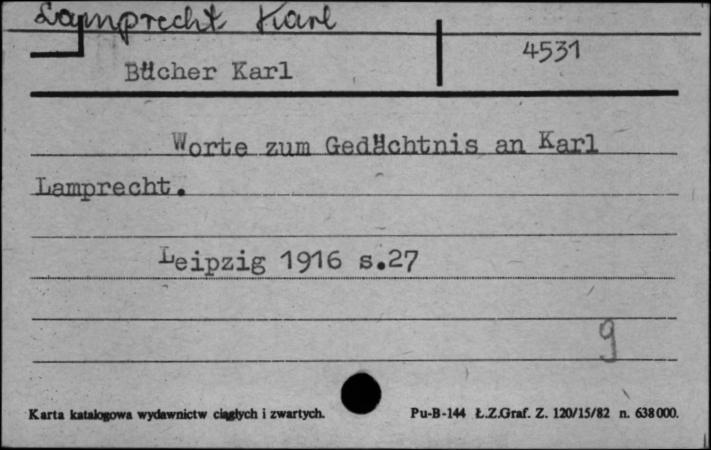 Lamprecht Karl
4531
Bücher Karl
Worte zum Gedächtnis an Karl
Lamprecht.
Leipzig 1916 s.27
9
Karta katalogowa wydawnictw ciągłych i zwartych.
Pu-B-144 Ł.Z.Graf. Z. 120/15/82 n. 638000.